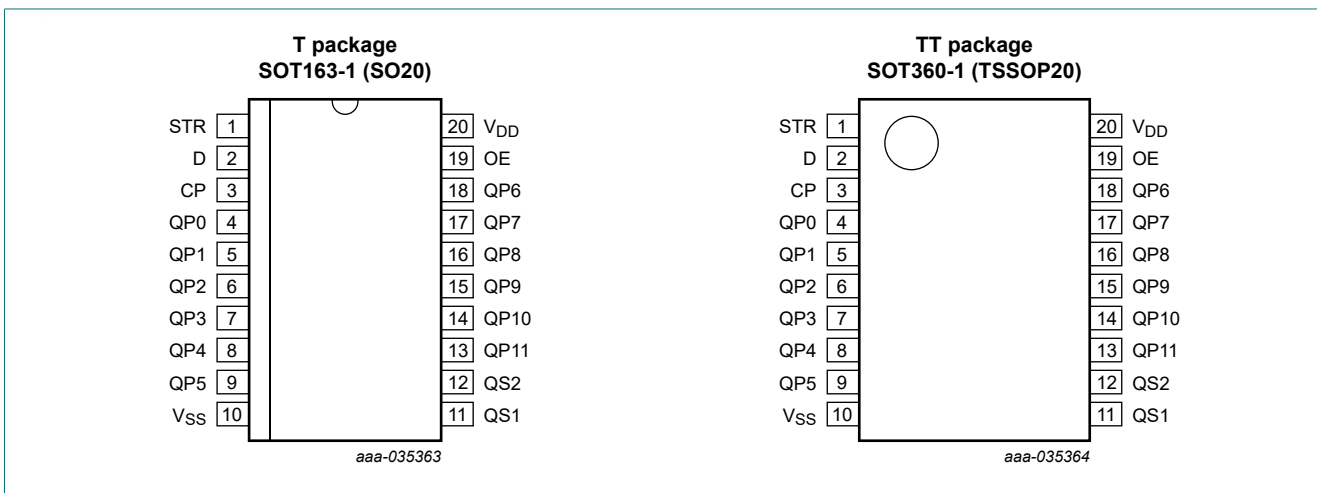 T package
SOT163-1 (SO20)
STR 1 20 VDD
D 2 19 OE
CP 3 18 QP6
QP0 4 17 QP7
QP1 5 16 QP8
QP2 6 15 QP9
QP3 7 14 QP10
QP4 8 13 QP11
QP5 9 12 QS2
VSS 10 11 QS1
aaa-035363
TT package
SOT360-1 (TSSOP20)
STR 1 20 VDD
D 2 19 OE
CP 3 18 QP6
QP0 4 17 QP7
QP1 5 16 QP8
QP2 6 15 QP9
QP3 7 14 QP10
QP4 8 13 QP11
QP5 9 12 QS2
VSS 10 11 QS1
aaa-035364